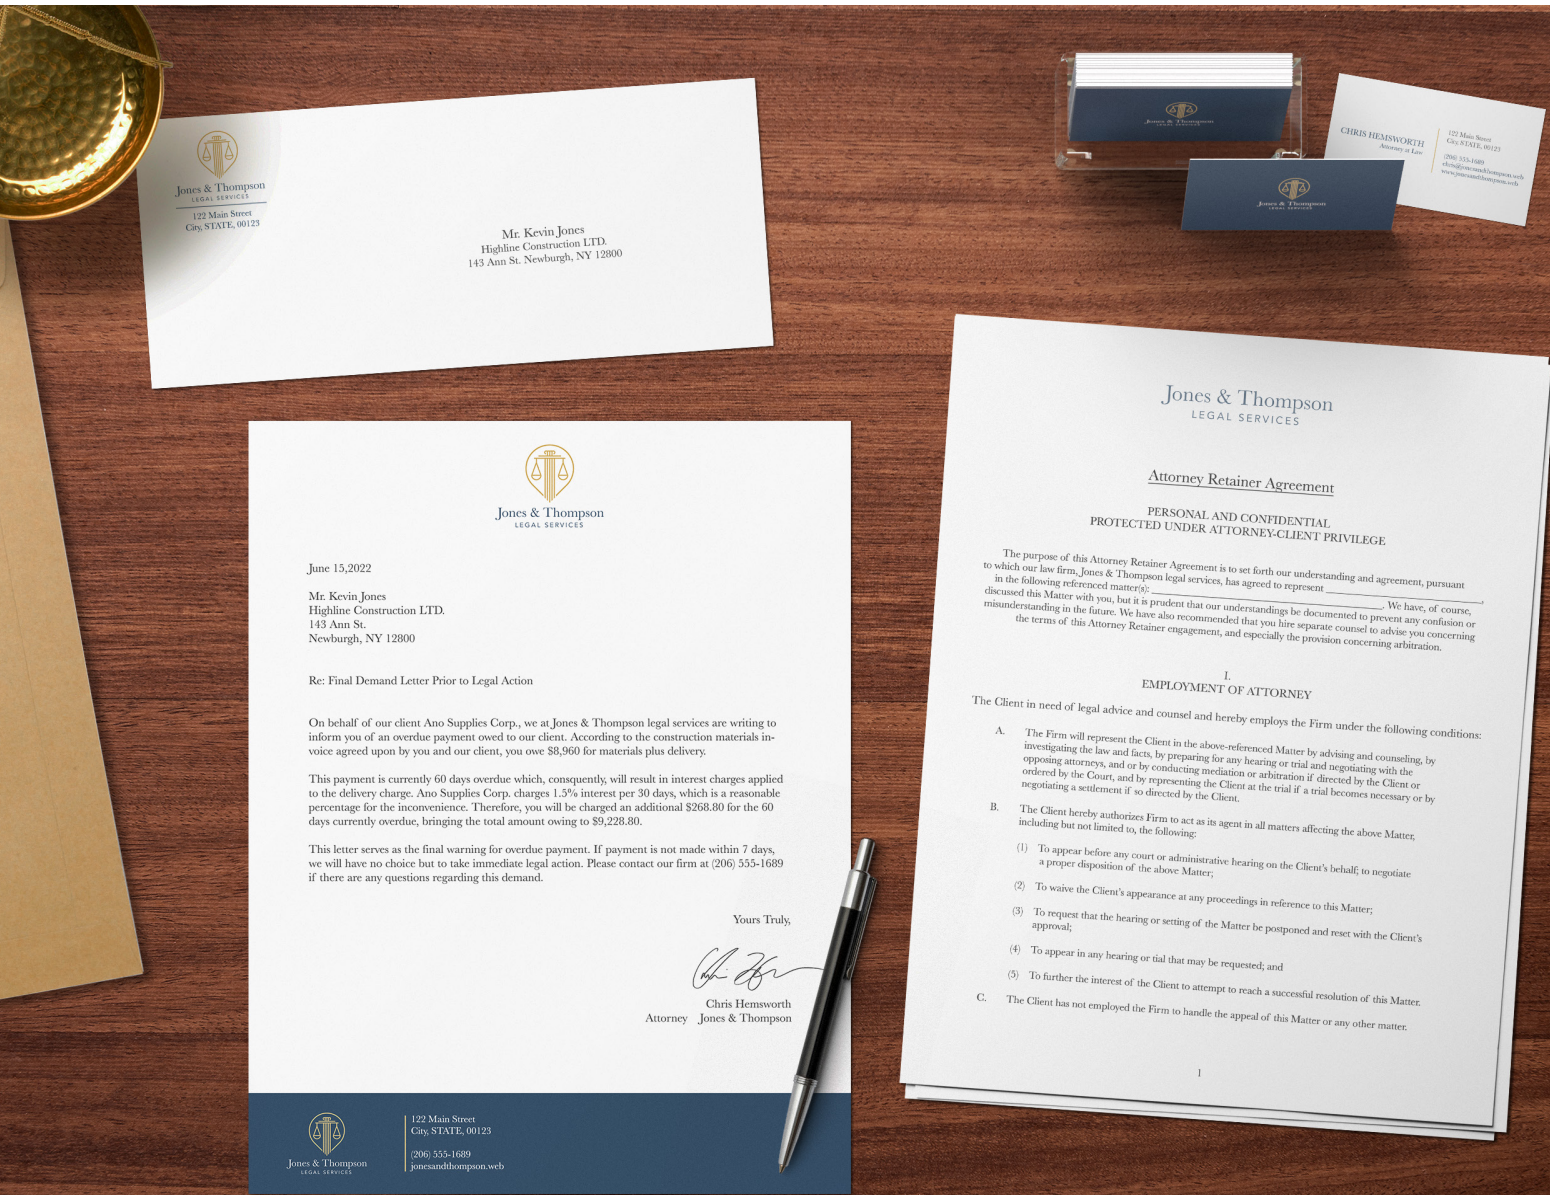 Jones & Thompson
LEGAL SERVICES
122 Main Street
City, STATE, 00123
Mr. Kevin Jones
Highline Construction LTD.
143 Ann St. Newburgh, NY 12800
Jones & Thompson
LEGAL SERVICES
Jones & Thompson
LEGAL SERVICES
CHRIS HEMSWORTH
Attorney at Law
122 Main Street
City, STATE, 00123
(206) 555-1689
chris@jonesandthompson.web
www.jonesandthompson.web
Jones & Thompson
LEGAL SERVICES
June 15,2022
Mr. Kevin Jones
Highline Construction LTD.
143 Ann St.
Newburgh, NY 12800
Re: Final Demand Letter Prior to Legal Action
On behalf of our client Ano Supplies Corp., we at Jones & Thompson legal services are writing to
inform you of an overdue payment owed to our client. According to the construction materials in-
voice agreed upon by you and our client, you owe $8,960 for materials plus delivery.
This payment is currently 60 days overdue which, consquently, will result in interest charges applied
to the delivery charge. Ano Supplies Corp. charges 1.5% interest per 30 days, which is a reasonable
percentage for the inconvenience. Therefore, you will be charged an additional $268.80 for the 60
days currently overdue, bringing the total amount owing to $9,228.80.
This letter serves as the final warning for overdue payment. If payment is not made within 7 days,
we will have no choice but to take immediate legal action. Please contact our firm at (206) 555-1689
if there are any questions regarding this demand.
Yours Truly,
Chris Hemsworth
Attorney Jones & Thompson
Jones & Thompson
LEGAL SERVICES
122 Main Street
City, STATE, 00123
(206) 555-1689
jonesandthompson.web
Jones & Thompson
LEGAL SERVICES
Attorney Retainer Agreement
PERSONAL AND CONFIDENTIAL
PROTECTED UNDER ATTORNEY-CLIENT PRIVILEGE
The purpose of this Attorney Retainer Agreement is to set forth our understanding and agreement, pursuant
to which our law firm, Jones & Thompson legal services, has agreed to represent ____________________.
in the following referenced matter(s): ____________________. We have, of course,
discussed this Matter with you, but it is prudent that our understandings be documented to prevent any confusion or
misunderstanding in the future. We have also recommended that you hire separate counsel to advise you concerning
the terms of this Attorney Retainer engagement, and especially the provision concerning arbitration.
I.
EMPLOYMENT OF ATTORNEY
The Client in need of legal advice and counsel and hereby employs the Firm under the following conditions:
A. The Firm will represent the Client in the above-referenced Matter by advising and counseling, by
investigating the law and facts, by preparing for any hearing or trial and negotiating with the
opposing attorneys, and or by conducting mediation or arbitration if directed by the Client or
ordered by the Court, and by representing the Client at the trial if a trial becomes necessary or by
negotiating a settlement if so directed by the Client.
B. The Client hereby authorizes Firm to act as its agent in all matters affecting the above Matter,
including but not limited to, the following:
(1) To appear before any court or administrative hearing on the Client's behalf; to negotiate
a proper disposition of the above Matter;
(2) To waive the Client's appearance at any proceedings in reference to this Matter;
(3) To request that the hearing or setting of the Matter be postponed and reset with the Client's
approval;
(4) To appear in any hearing or tial that may be requested; and
(5) To further the interest of the Client to attempt to reach a successful resolution of this Matter.
C. The Client has not employed the Firm to handle the appeal of this Matter or any other matter.
1